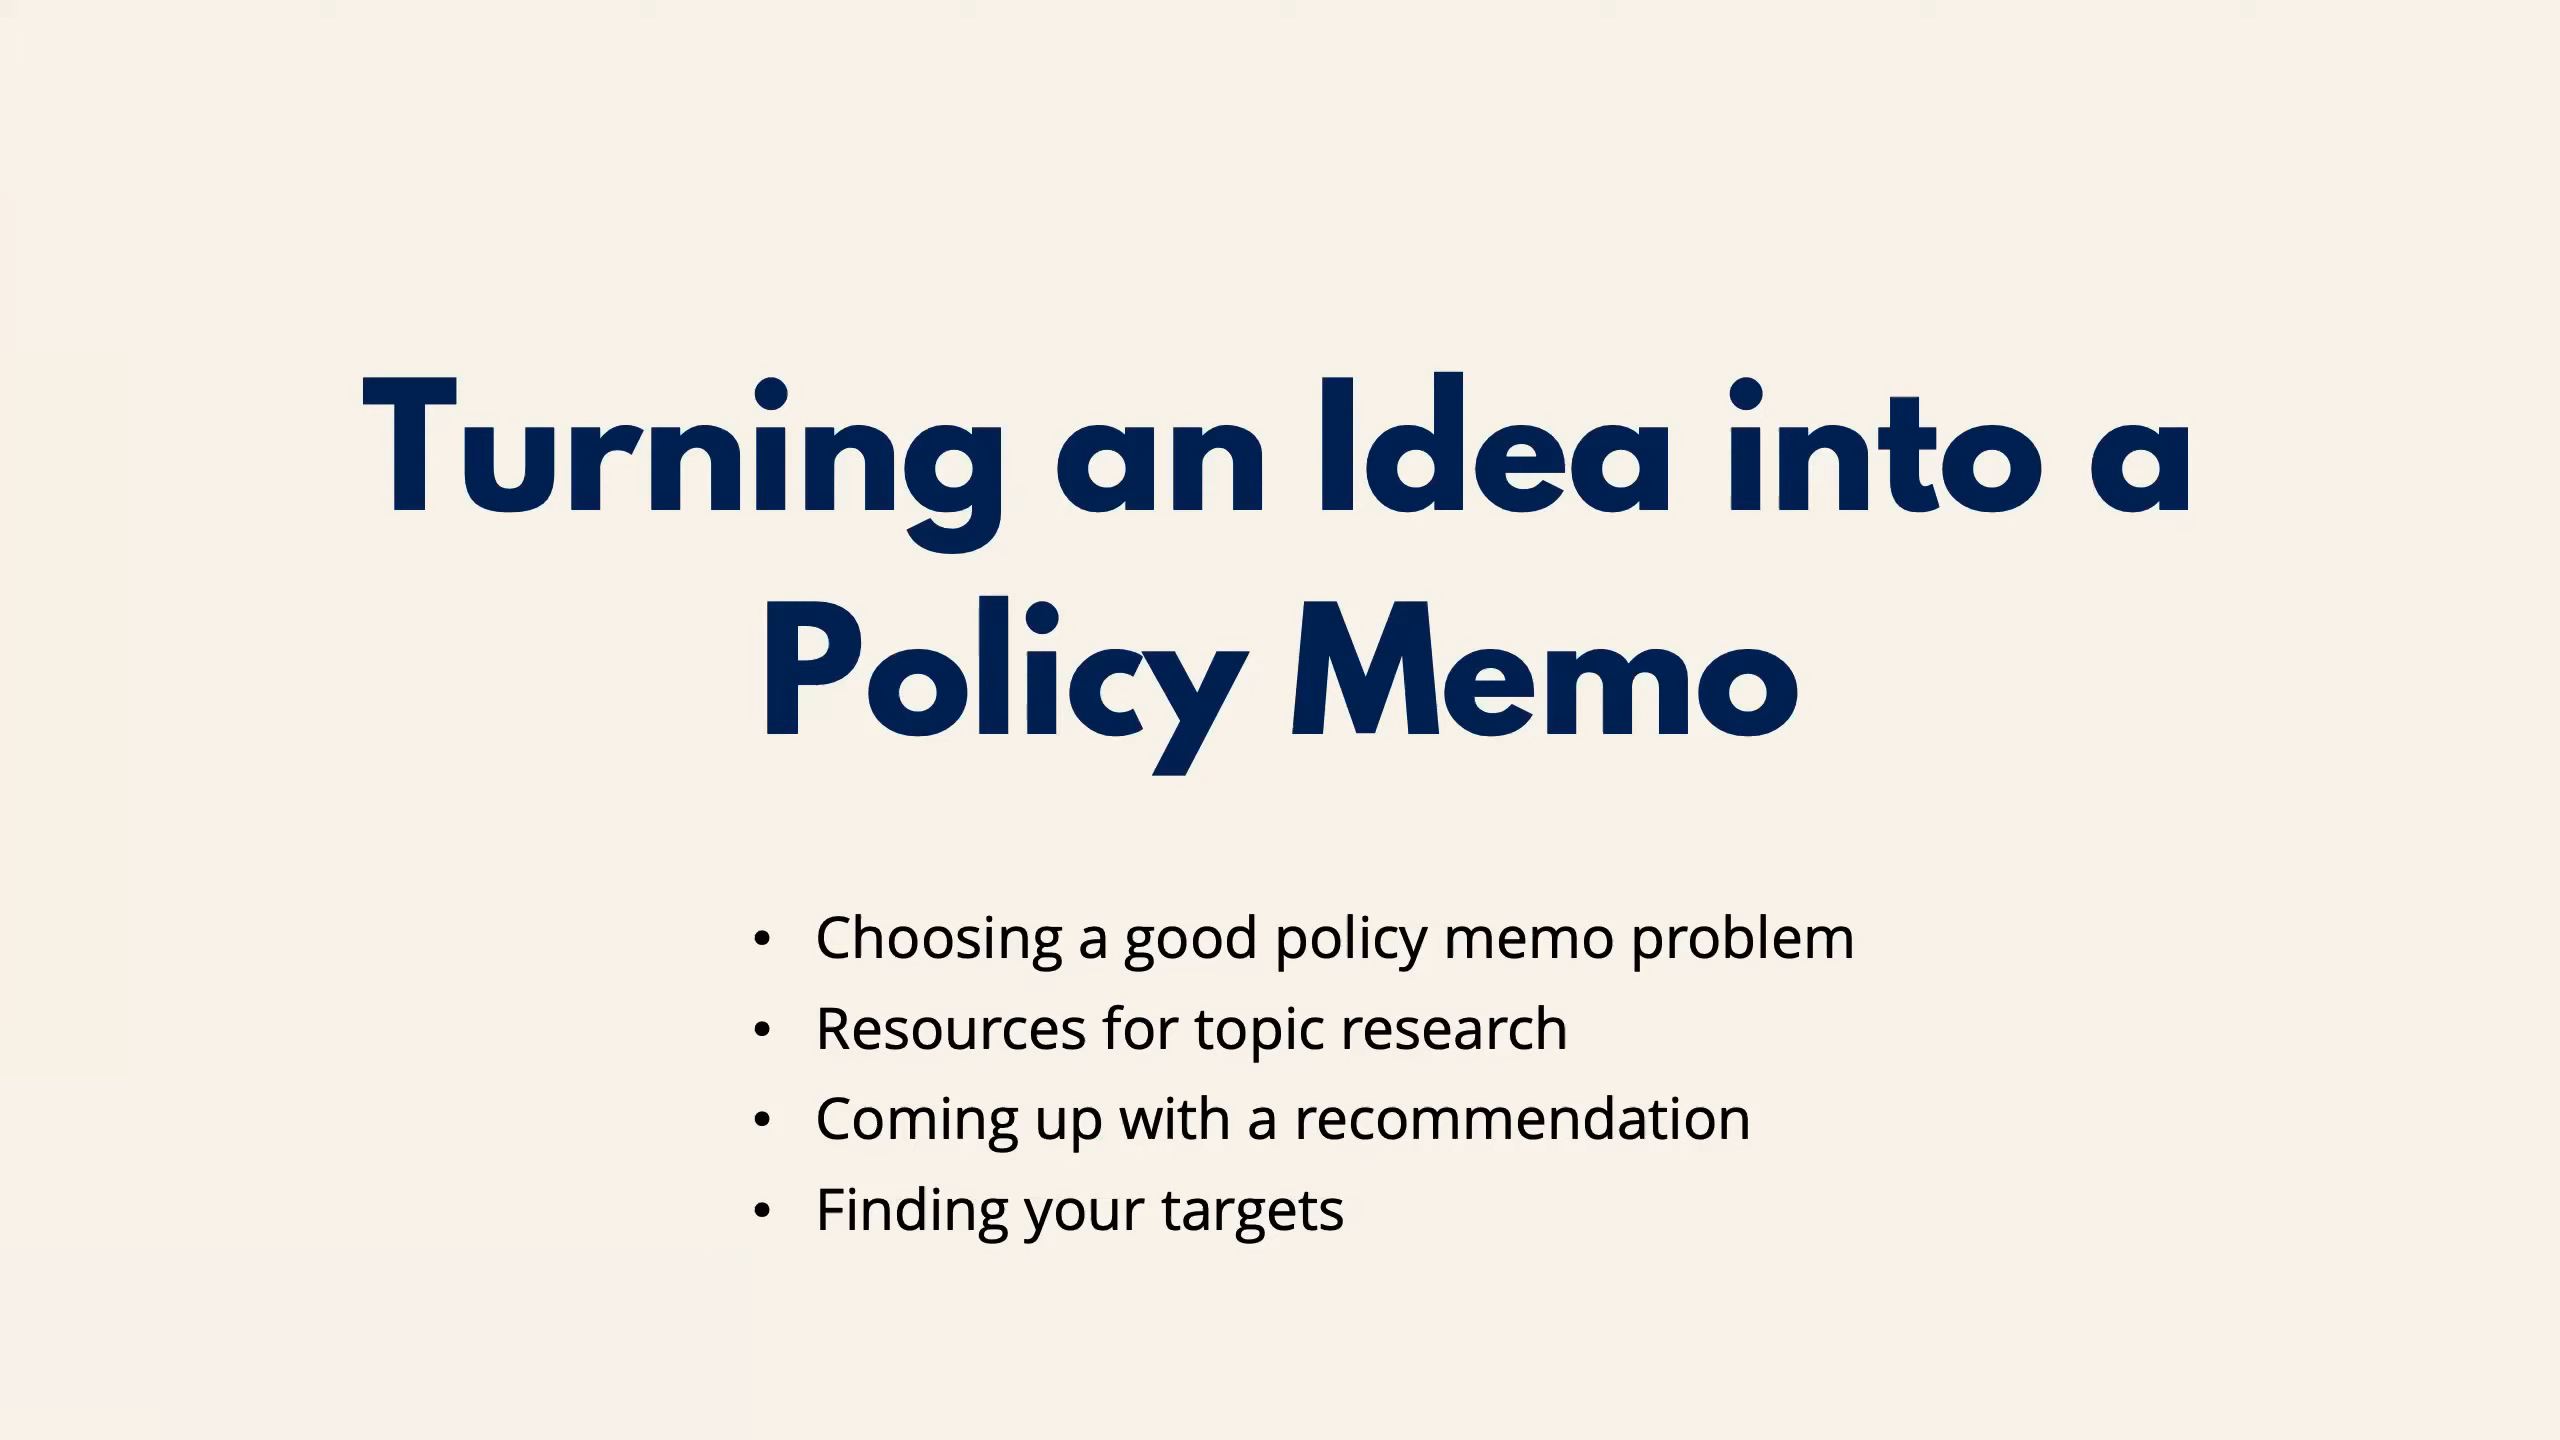 Turning an Idea into a
Policy Memo
• Choosing a good policy memo problem
• Resources for topic research
• Coming up with a recommendation
• Finding your targets